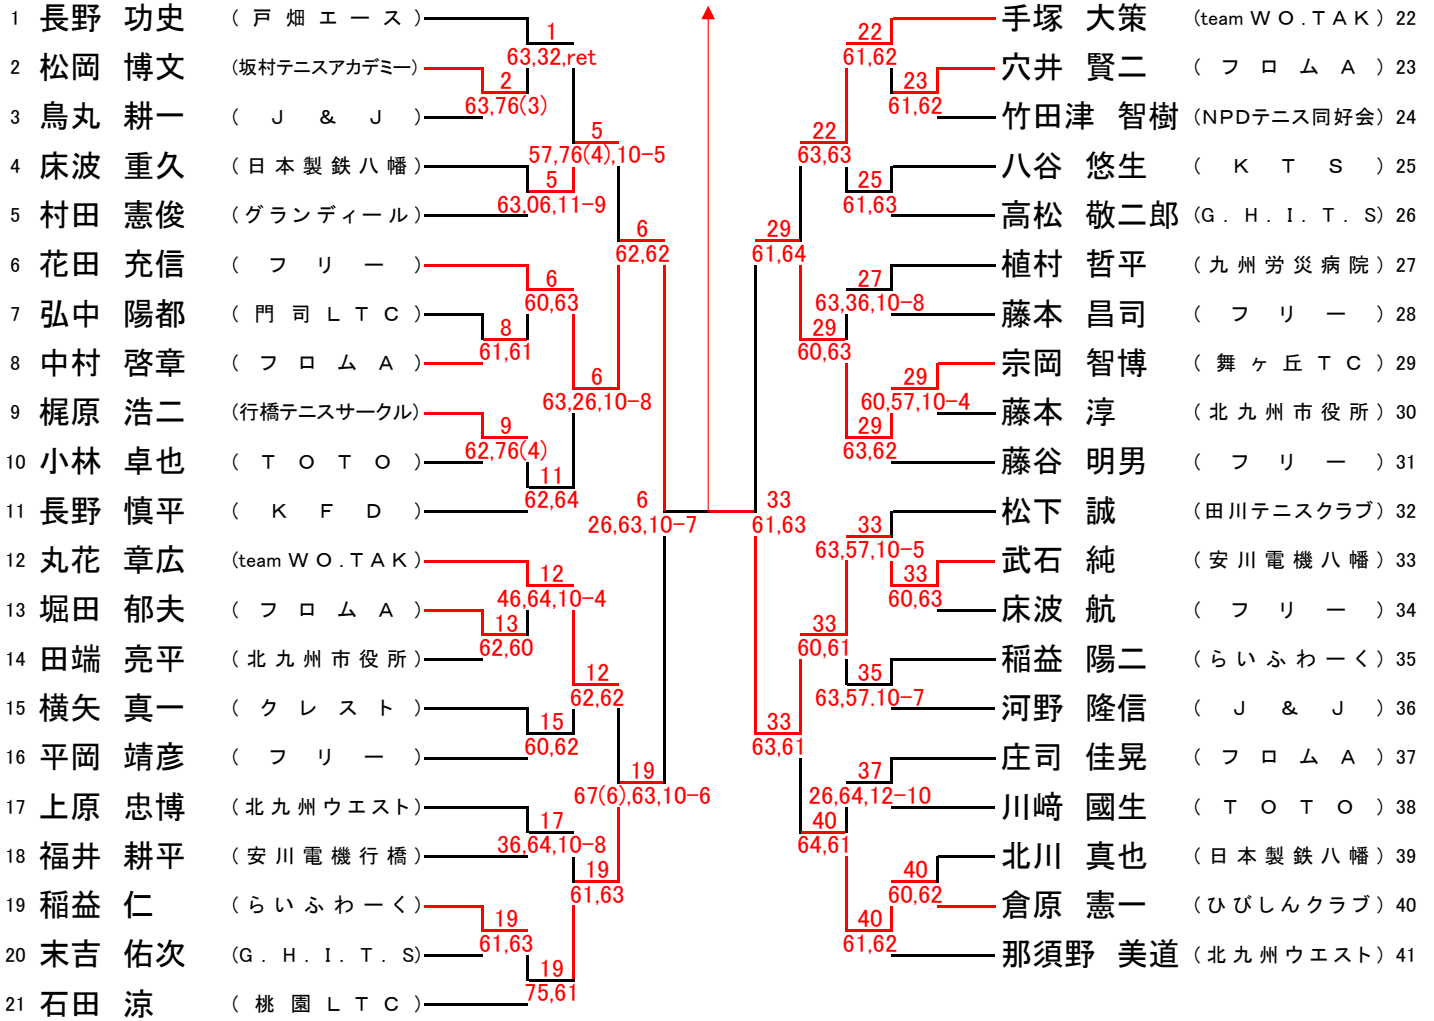 1 長野 功史 (戸畑エース)
2 松岡 博文 (坂村テニスアカデミー)
3 鳥丸 耕一 (J & J)
4 床波 重久 (日本製鉄八幡)
5 村田 憲俊 (グランディール)
6 花田 充信 (フリー)
7 弘中 陽都 (門司LTC)
8 中村 啓章 (フロムA)
9 梶原 浩二 (行橋テニスサークル)
10 小林 卓也 (TOTO)
11 長野 慎平 (KFD)
12 丸花 章広 (team WO.TAK)
13 堀田 郁夫 (フロムA)
14 田端 亮平 (北九州市役所)
15 横矢 真一 (クレスト)
16 平岡 靖彦 (フリー)
17 上原 忠博 (北九州ウエスト)
18 福井 耕平 (安川電機行橋)
19 稲益 仁 (らいふわーく)
20 末吉 佑次 (G.H.I.T.S)
21 石田 涼 (桃園LTC)
1
63,32,ret
2
63,76(3)
5
57,76(4),10-5
5
63,06,11-9
6
62,62
6
60,63
8
61,61
6
63,26,10-8
9
62,76(4)
11
62,64
6
26,63,10-7
12
46,64,10-4
13
62,60
12
62,62
15
60,62
19
67(6),63,10-6
17
36,64,10-8
19
61,63
19
61,63
19
75,61
22
61,62
23
61,62
22
63,63
25
61,63
29
61,64
27
63,36,10-8
29
60,63
29
60,57,10-4
29
63,62
33
61,63
33
63,57,10-5
33
60,63
33
60,61
35
63,57.10-7
33
63,61
37
26,64,12-10
40
64,61
40
60,62
40
61,62
手塚 大策 (team WO.TAK) 22
穴井 賢二 (フロムA) 23
竹田津 智樹 (NPDテニス同好会) 24
八谷 悠生 (KTS) 25
高松 敬二郎 (G.H.I.T.S) 26
植村 哲平 (九州労災病院) 27
藤本 昌司 (フリー) 28
宗岡 智博 (舞ヶ丘TC) 29
藤本 淳 (北九州市役所) 30
藤谷 明男 (フリー) 31
松下 誠 (田川テニスクラブ) 32
武石 純 (安川電機八幡) 33
床波 航 (フリー) 34
稲益 陽二 (らいふわーく) 35
河野 隆信 (J & J) 36
庄司 佳晃 (フロムA) 37
川﨑 國生 (TOTO) 38
北川 真也 (日本製鉄八幡) 39
倉原 憲一 (ひびしんクラブ) 40
那須野 美道 (北九州ウエスト) 41